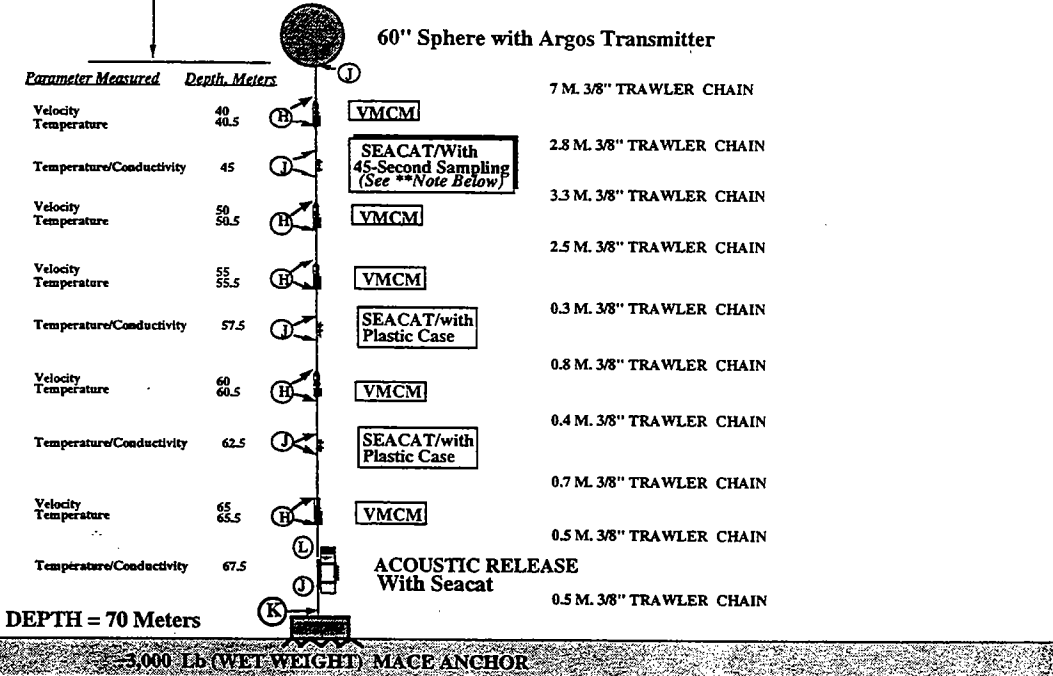 60" Sphere with Argos Transmitter
J
Parameter Measured Depth, Meters
7 M. 3/8" TRAWLER CHAIN
Velocity 40
Temperature 40.5
H
VMCM
2.8 M. 3/8" TRAWLER CHAIN
Temperature/Conductivity 45
J
SEACAT/With
45-Second Sampling
(See **Note Below)
3.3 M. 3/8" TRAWLER CHAIN
Velocity 50
Temperature 50.5
H
VMCM
2.5 M. 3/8" TRAWLER CHAIN
Velocity 55
Temperature 55.5
H
VMCM
0.3 M. 3/8" TRAWLER CHAIN
Temperature/Conductivity 57.5
J
SEACAT/with
Plastic Case
0.8 M. 3/8" TRAWLER CHAIN
Velocity 60
Temperature 60.5
H
VMCM
0.4 M. 3/8" TRAWLER CHAIN
Temperature/Conductivity 62.5
J
SEACAT/with
Plastic Case
0.7 M. 3/8" TRAWLER CHAIN
Velocity 65
Temperature 65.5
H
VMCM
0.5 M. 3/8" TRAWLER CHAIN
L
Temperature/Conductivity 67.5
ACOUSTIC RELEASE
With Seacat
J
0.5 M. 3/8" TRAWLER CHAIN
K
DEPTH = 70 Meters
3,000 Lb (WET WEIGHT) MACE ANCHOR